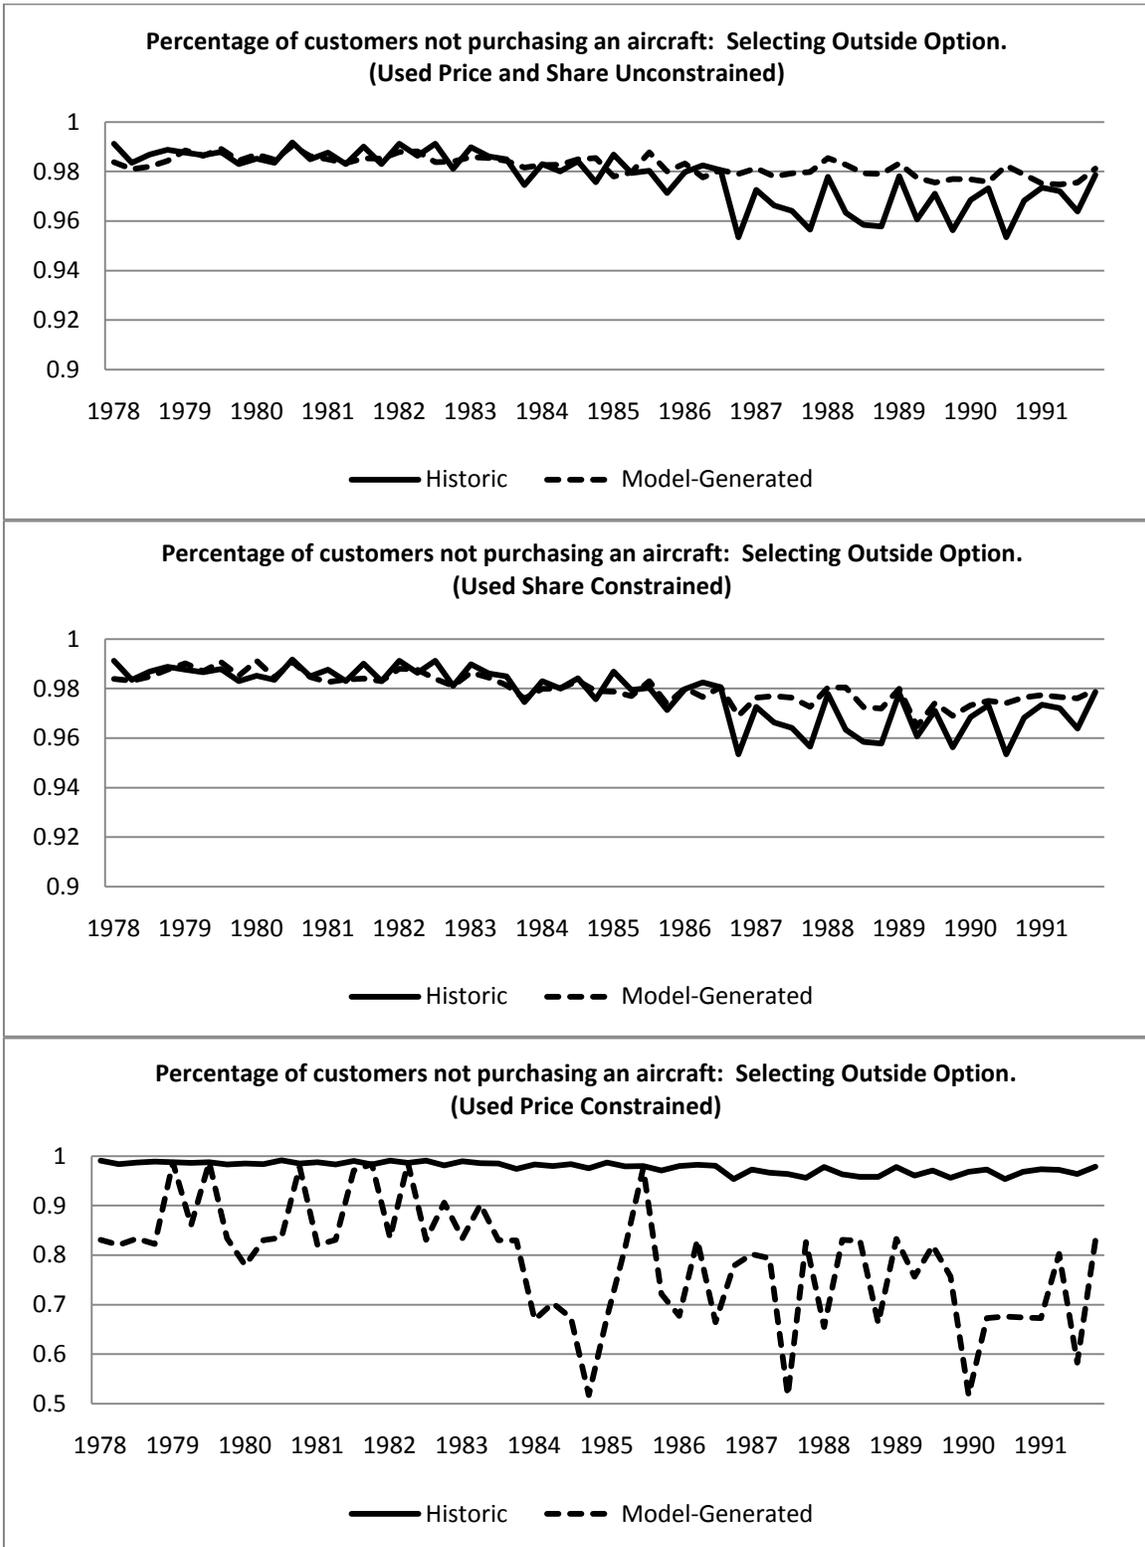 Percentage of customers not purchasing an aircraft:  Selecting Outside Option.
(Used Price and Share Unconstrained)
1
0.98
0.96
0.94
0.92
0.9
1978 1979 1980 1981 1982 1983 1984 1985 1986 1987 1988 1989 1990 1991
Historic Model-Generated
Percentage of customers not purchasing an aircraft:  Selecting Outside Option.
(Used Share Constrained)
1
0.98
0.96
0.94
0.92
0.9
1978 1979 1980 1981 1982 1983 1984 1985 1986 1987 1988 1989 1990 1991
Historic Model-Generated
Percentage of customers not purchasing an aircraft:  Selecting Outside Option.
(Used Price Constrained)
1
0.9
0.8
0.7
0.6
0.5
1978 1979 1980 1981 1982 1983 1984 1985 1986 1987 1988 1989 1990 1991
Historic Model-Generated